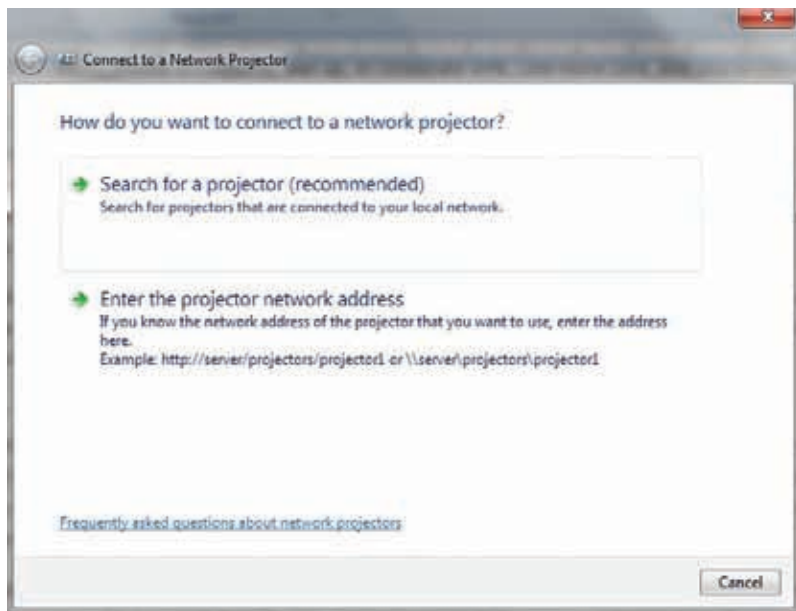 Connect to a Network Projector
How do you want to connect to a network projector?
Search for a projector (recommended)
Search for projectors that are connected to your local network.
Enter the projector network address
If you know the network address of the projector that you want to use, enter the address
here.
Example: http://server/projectors/projector1 or \\server\projectors\projector1
Frequently asked questions about network projectors
Cancel